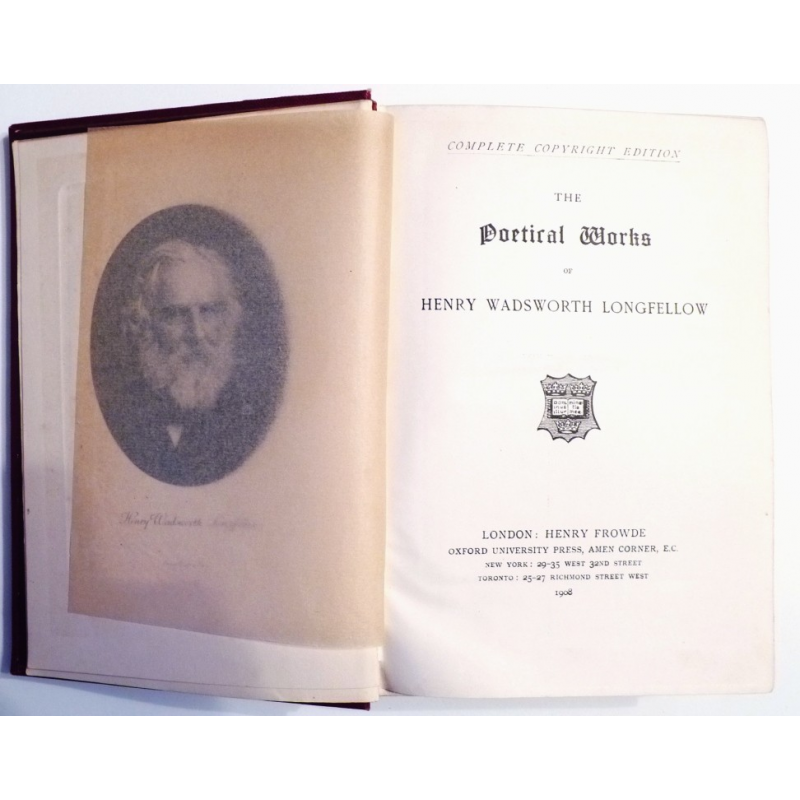 Henry Wadsworth
COMPLETE COPYRIGHT EDITION
THE
Poetical Works
OF
HENRY WADSWORTH LONGFELLOW
LONDON: HENRY FROWDE
OXFORD UNIVERSITY PRESS, AMEN CORNER, E.C.
NEW YORK: 29-35 WEST 32ND STREET
TORONTO: 25-27 RICHMOND STREET WEST
1908